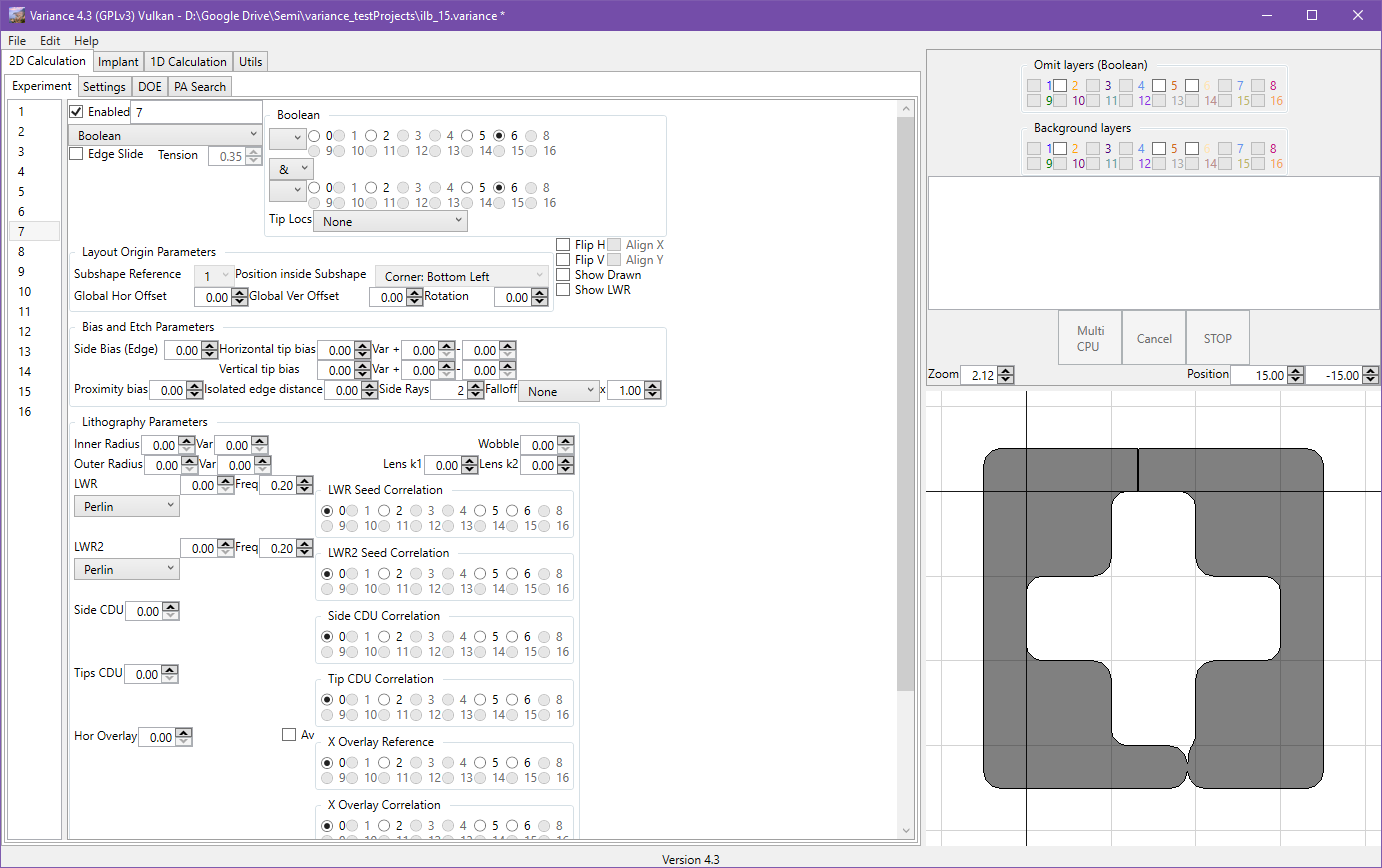 Variance 4.3 (GPLv3) Vulkan - D:\Google Drive\Semi\variance_testProjects\ilb_15.variance *
File Edit Help
2D Calculation Implant 1D Calculation Utils
Experiment Settings DOE PA Search
1
2
3
4
5
6
7
8
9
10
11
12
13
14
15
16
Enabled 7
Boolean
Edge Slide Tension 0.35
Boolean
0 1 2 3 4 5 6 8
9 10 11 12 13 14 15 16
&
0 1 2 3 4 5 6 8
9 10 11 12 13 14 15 16
Tip Locs None
Layout Origin Parameters
Subshape Reference 1 Position inside Subshape Corner: Bottom Left
Global Hor Offset 0.00 Global Ver Offset 0.00 Rotation 0.00
Flip H Align X
Flip V Align Y
Show Drawn
Show LWR
Bias and Etch Parameters
Side Bias (Edge) 0.00 Horizontal tip bias 0.00 Var + 0.00 - 0.00
Vertical tip bias 0.00 Var + 0.00 - 0.00
Proximity bias 0.00 Isolated edge distance 0.00 Side Rays 2 Falloff None x 1.00
Lithography Parameters
Inner Radius 0.00 Var 0.00 Wobble 0.00
Outer Radius 0.00 Var 0.00 Lens k1 0.00 Lens k2 0.00
LWR 0.00 Freq 0.20
Perlin
LWR Seed Correlation
0 1 2 3 4 5 6 8
9 10 11 12 13 14 15 16
LWR2 0.00 Freq 0.20
Perlin
LWR2 Seed Correlation
0 1 2 3 4 5 6 8
9 10 11 12 13 14 15 16
Side CDU 0.00
Side CDU Correlation
0 1 2 3 4 5 6 8
9 10 11 12 13 14 15 16
Tips CDU 0.00
Tip CDU Correlation
0 1 2 3 4 5 6 8
9 10 11 12 13 14 15 16
Hor Overlay 0.00 Av
X Overlay Reference
0 1 2 3 4 5 6 8
9 10 11 12 13 14 15 16
X Overlay Correlation
0 1 2 3 4 5 6 8
Omit layers (Boolean)
1 2 3 4 5 6 7 8
9 10 11 12 13 14 15 16
Background layers
1 2 3 4 5 6 7 8
9 10 11 12 13 14 15 16
Multi
CPU
Cancel
STOP
Zoom 2.12 Position 15.00 -15.00
Version 4.3